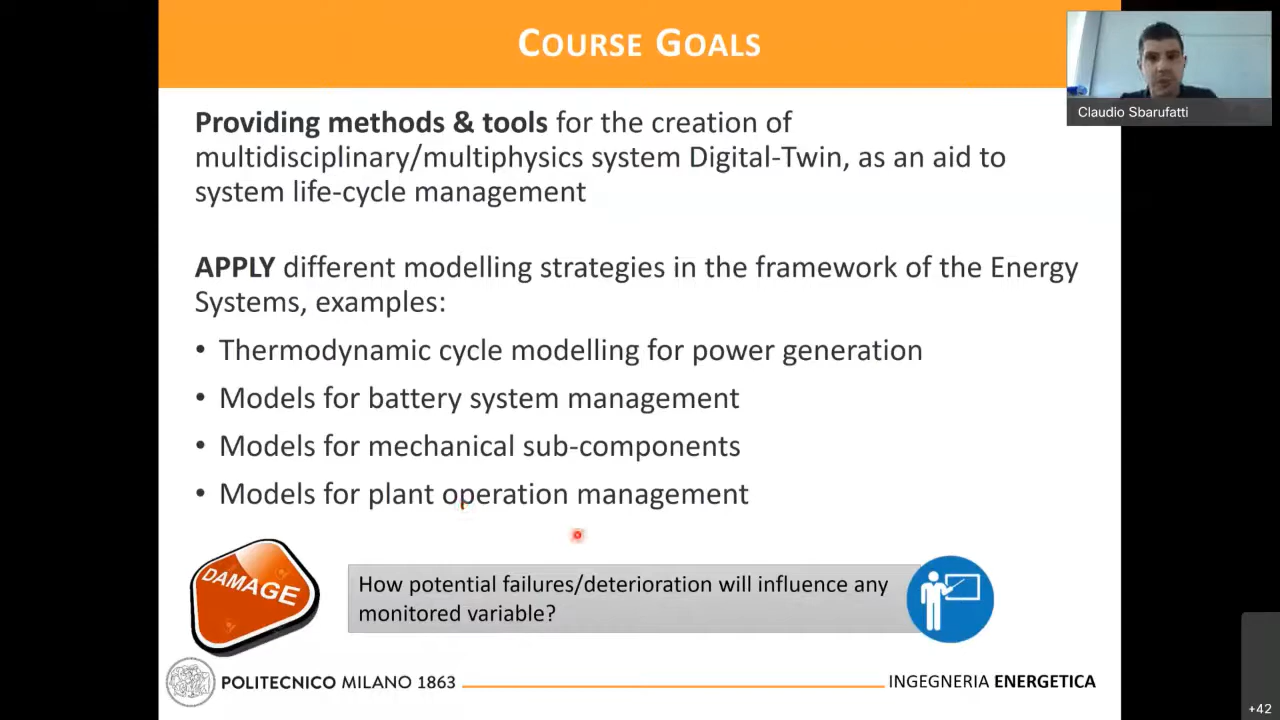 COURSE GOALS
Claudio Sbarufatti
Providing methods & tools for the creation of
multidisciplinary/multiphysics system Digital-Twin, as an aid to
system life-cycle management
APPLY different modelling strategies in the framework of the Energy
Systems, examples:
• Thermodynamic cycle modelling for power generation
• Models for battery system management
• Models for mechanical sub-components
• Models for plant operation management
DAMAGE
How potential failures/deterioration will influence any
monitored variable?
POLITECNICO MILANO 1863
INGEGNERIA ENERGETICA
+42